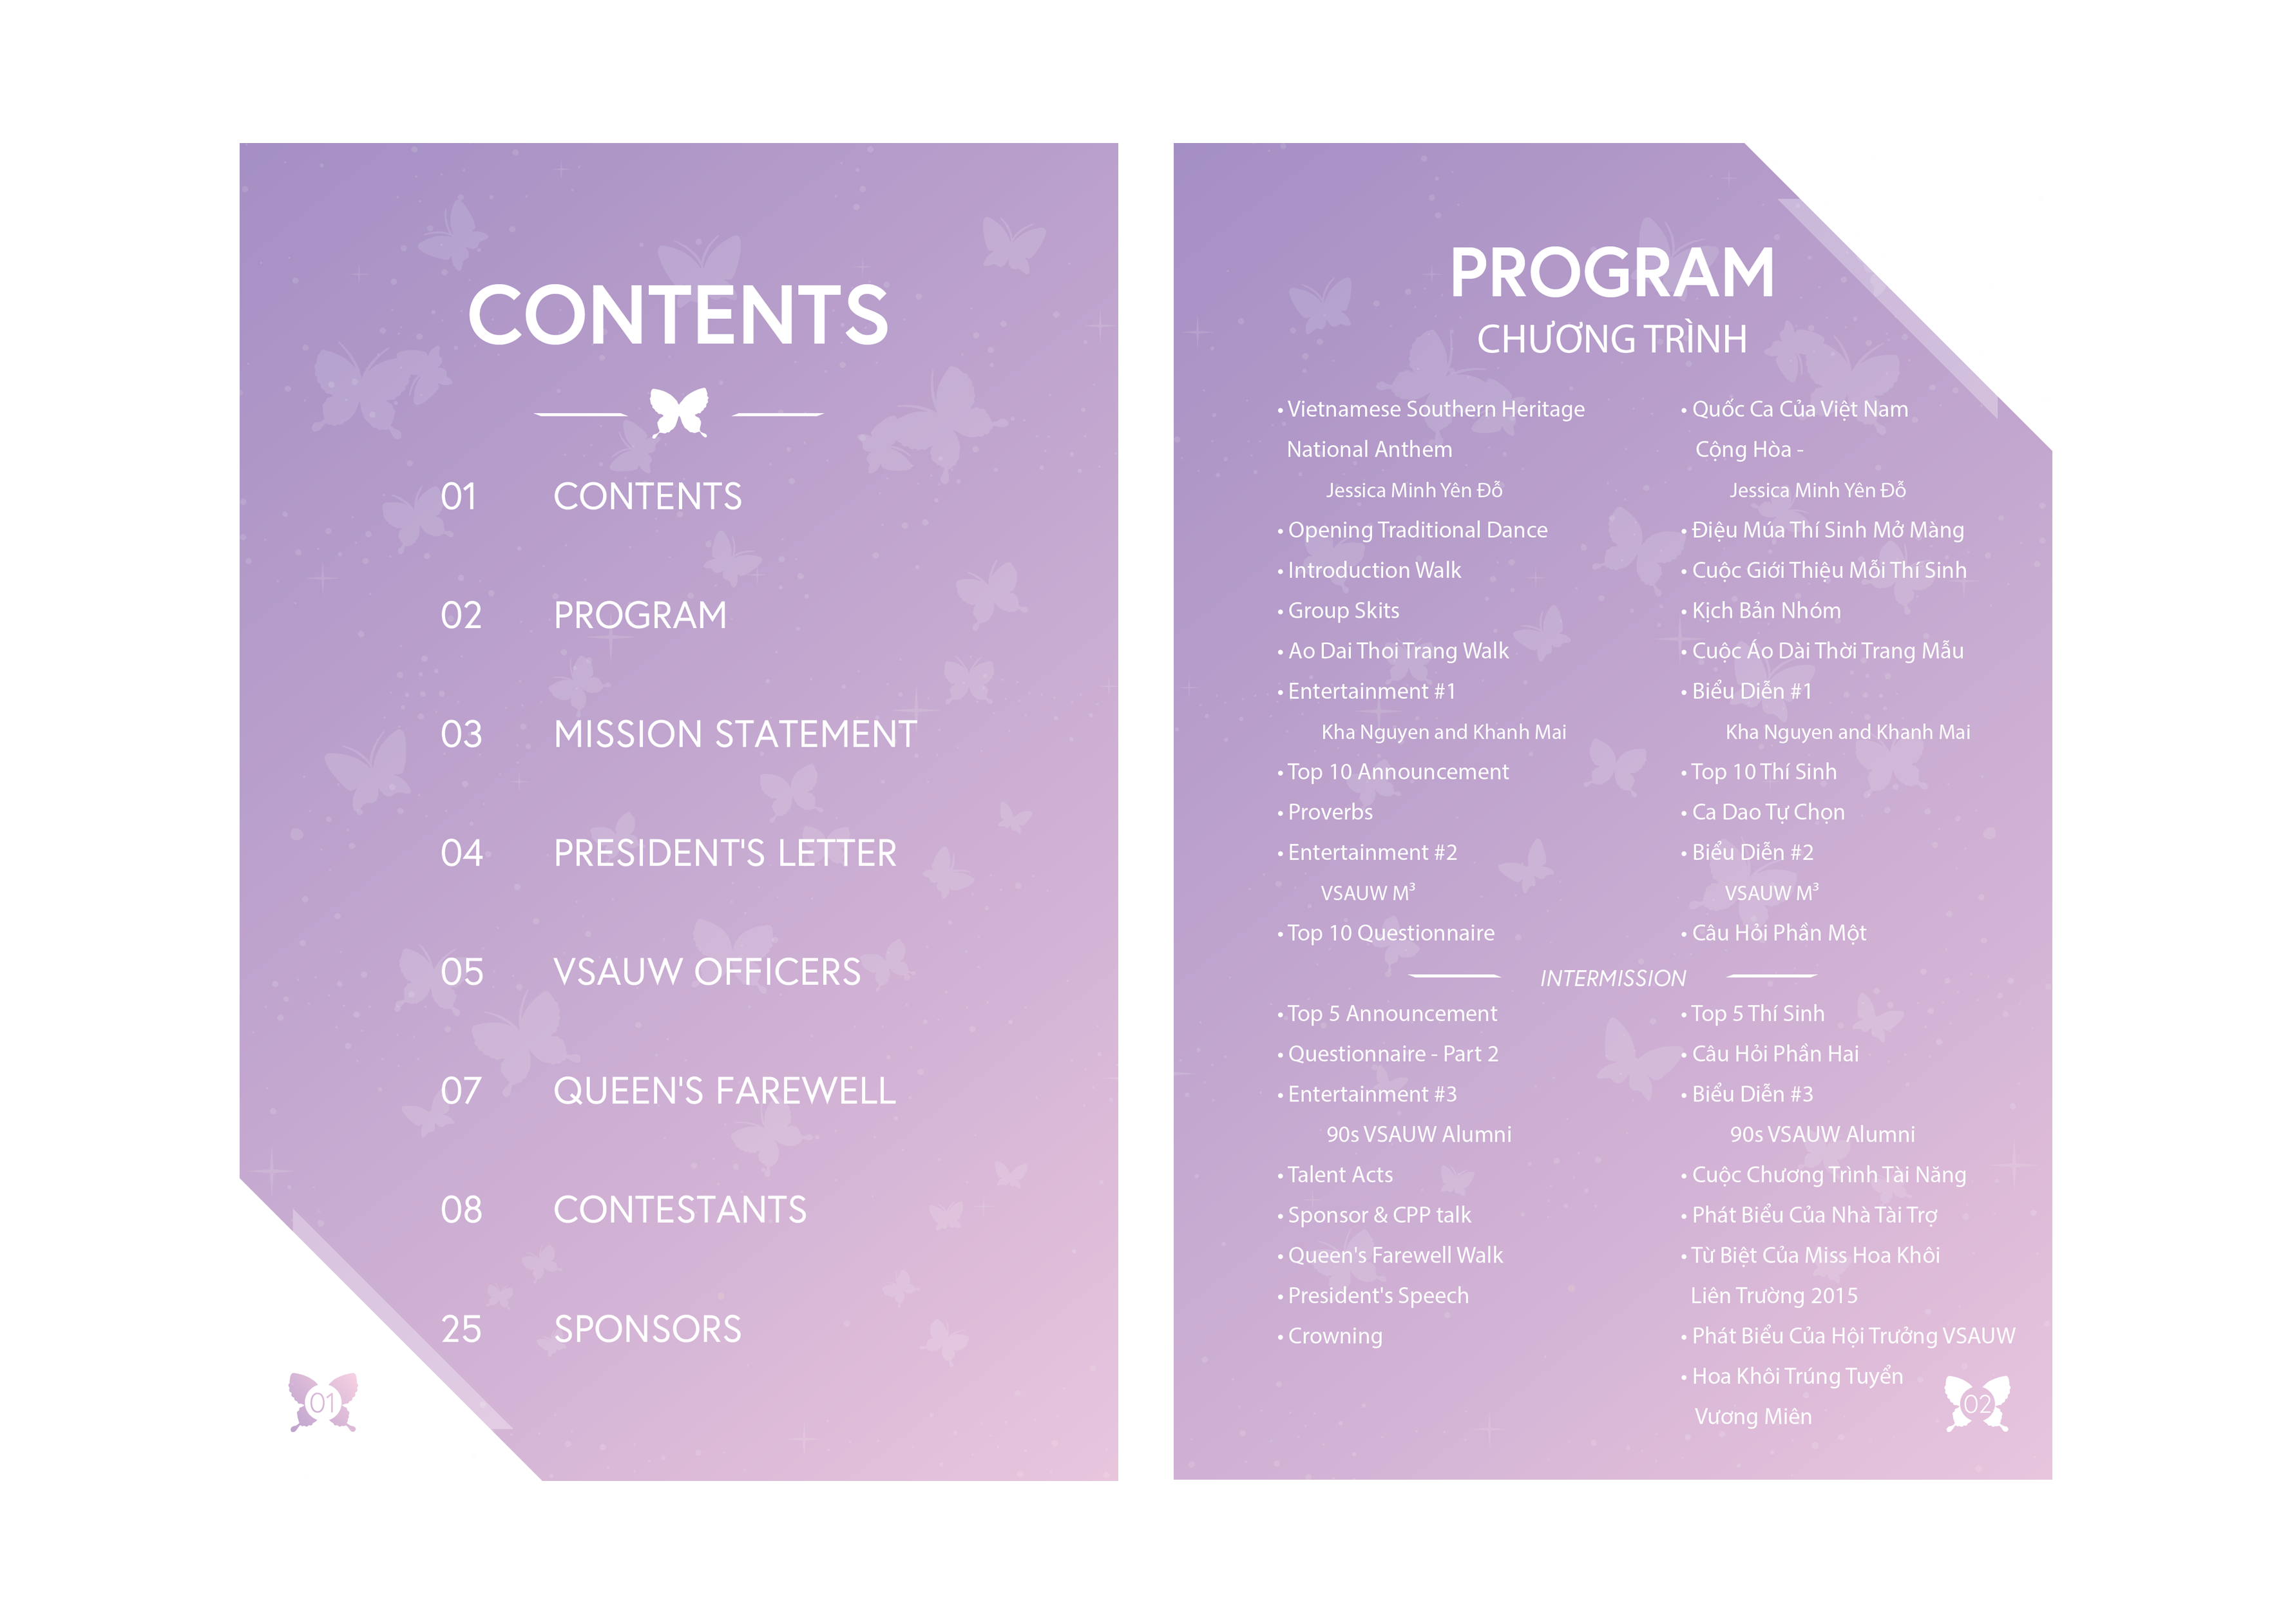 CONTENTS
01 CONTENTS
02 PROGRAM
03 MISSION STATEMENT
04 PRESIDENT'S LETTER
05 VSAUW OFFICERS
07 QUEEN'S FAREWELL
08 CONTESTANTS
25 SPONSORS
01
PROGRAM
CHƯƠNG TRÌNH
• Vietnamese Southern Heritage
National Anthem
Jessica Minh Yên Đỗ
• Opening Traditional Dance
• Introduction Walk
• Group Skits
• Ao Dai Thoi Trang Walk
• Entertainment #1
Kha Nguyen and Khanh Mai
• Top 10 Announcement
• Proverbs
• Entertainment #2
VSAUW M³
• Top 10 Questionnaire
• Quốc Ca Của Việt Nam
Cộng Hòa -
Jessica Minh Yên Đỗ
• Điệu Múa Thí Sinh Mở Màng
• Cuộc Giới Thiệu Mỗi Thí Sinh
• Kịch Bản Nhóm
• Cuộc Áo Dài Thời Trang Mẫu
• Biểu Diễn #1
Kha Nguyen and Khanh Mai
• Top 10 Thí Sinh
• Ca Dao Tự Chọn
• Biểu Diễn #2
VSAUW M³
• Câu Hỏi Phần Một
INTERMISSION
• Top 5 Announcement
• Questionnaire - Part 2
• Entertainment #3
90s VSAUW Alumni
• Talent Acts
• Sponsor & CPP talk
• Queen's Farewell Walk
• President's Speech
• Crowning
• Top 5 Thí Sinh
• Câu Hỏi Phần Hai
• Biểu Diễn #3
90s VSAUW Alumni
• Cuộc Chương Trình Tài Năng
• Phát Biểu Của Nhà Tài Trợ
• Từ Biệt Của Miss Hoa Khôi
Liên Trường 2015
• Phát Biểu Của Hội Trưởng VSAUW
• Hoa Khôi Trúng Tuyển
Vương Miên
02